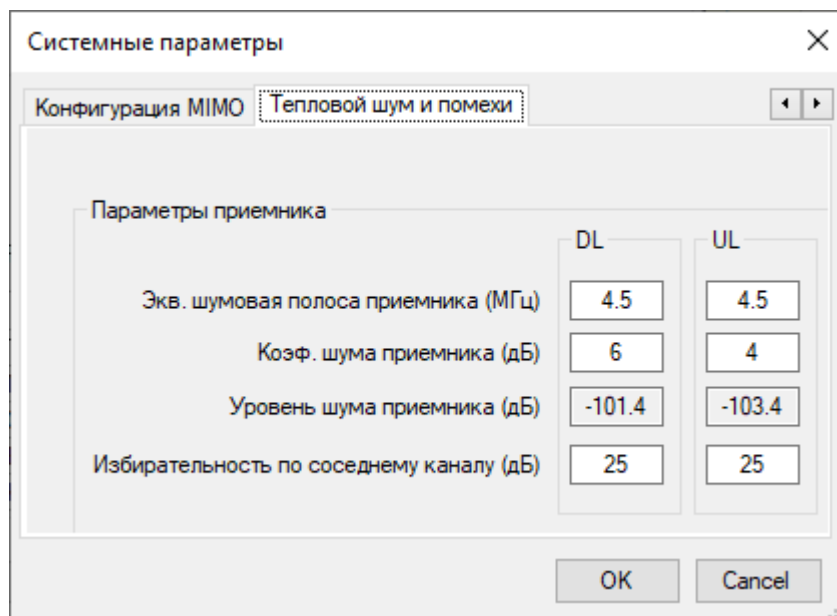 Системные параметры
Конфигурация MIMO Тепловой шум и помехи
Параметры приемника
DL UL
Экв. шумовая полоса приемника (МГц) 4.5 4.5
Коэф. шума приемника (дБ) 6 4
Уровень шума приемника (дБ) -101.4 -103.4
Избирательность по соседнему каналу (дБ) 25 25
OK Cancel